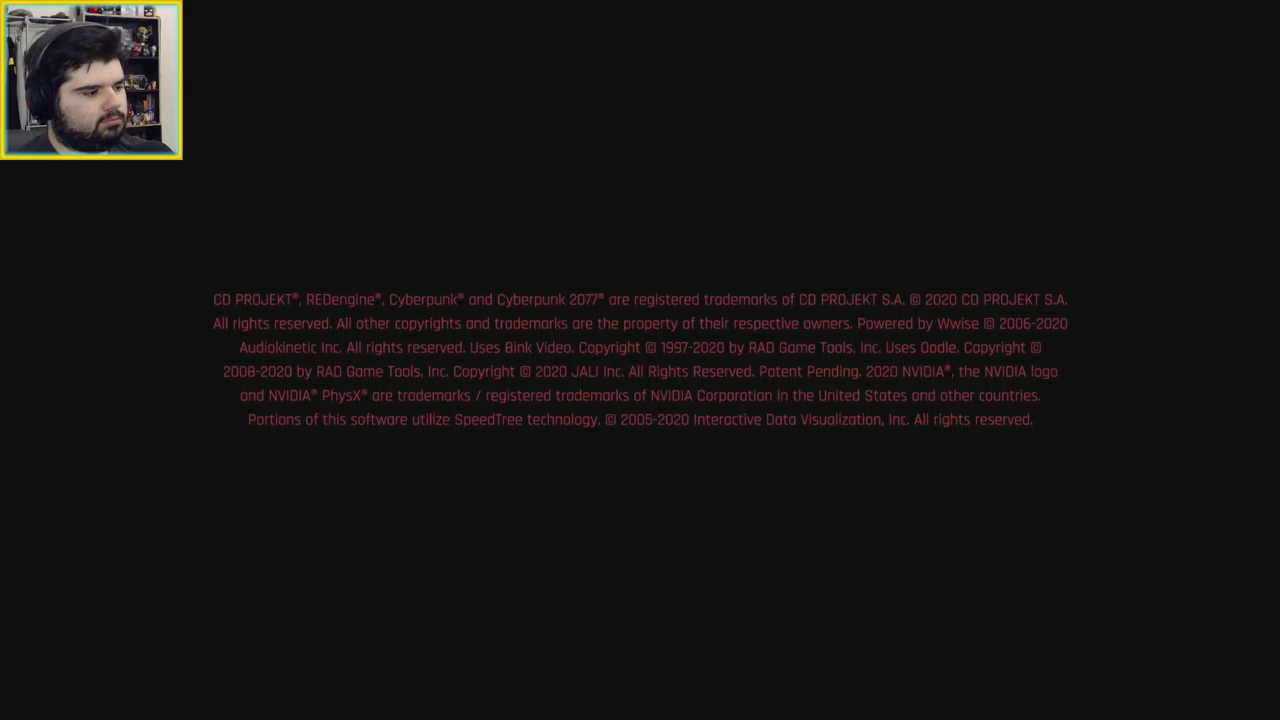 CD PROJEKT®, REDengine®, Cyberpunk® and Cyberpunk 2077® are registered trademarks of CD PROJEKT S.A. © 2020 CD PROJEKT S.A.
All rights reserved. All other copyrights and trademarks are the property of their respective owners. Powered by Wwise © 2006-2020
Audiokinetic Inc. All rights reserved. Uses Bink Video. Copyright © 1997-2020 by RAD Game Tools, Inc. Uses Oodle. Copyright ©
2008-2020 by RAD Game Tools, Inc. Copyright © 2020 JALI Inc. All Rights Reserved. Patent Pending. 2020 NVIDIA®, the NVIDIA logo
and NVIDIA® PhysX® are trademarks / registered trademarks of NVIDIA Corporation in the United States and other countries.
Portions of this software utilize SpeedTree technology. © 2005-2020 Interactive Data Visualization, Inc. All rights reserved.